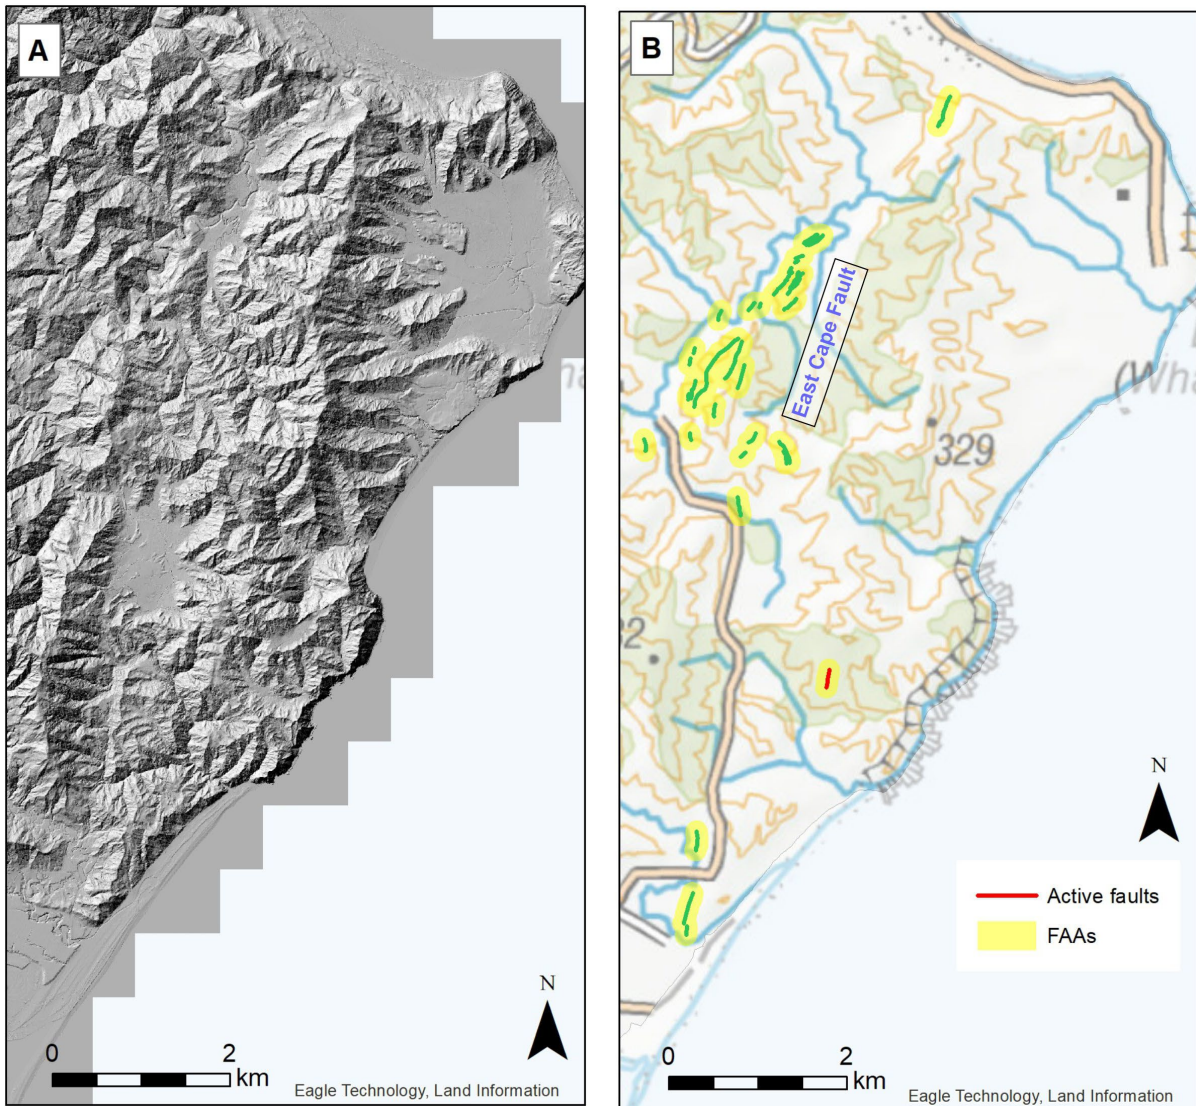 A
N
0
2
km
Eagle Technology, Land Information
B
East Cape Fault
200
(Wha
329
N
Active faults
FAAs
0
2
km
Eagle Technology, Land Information